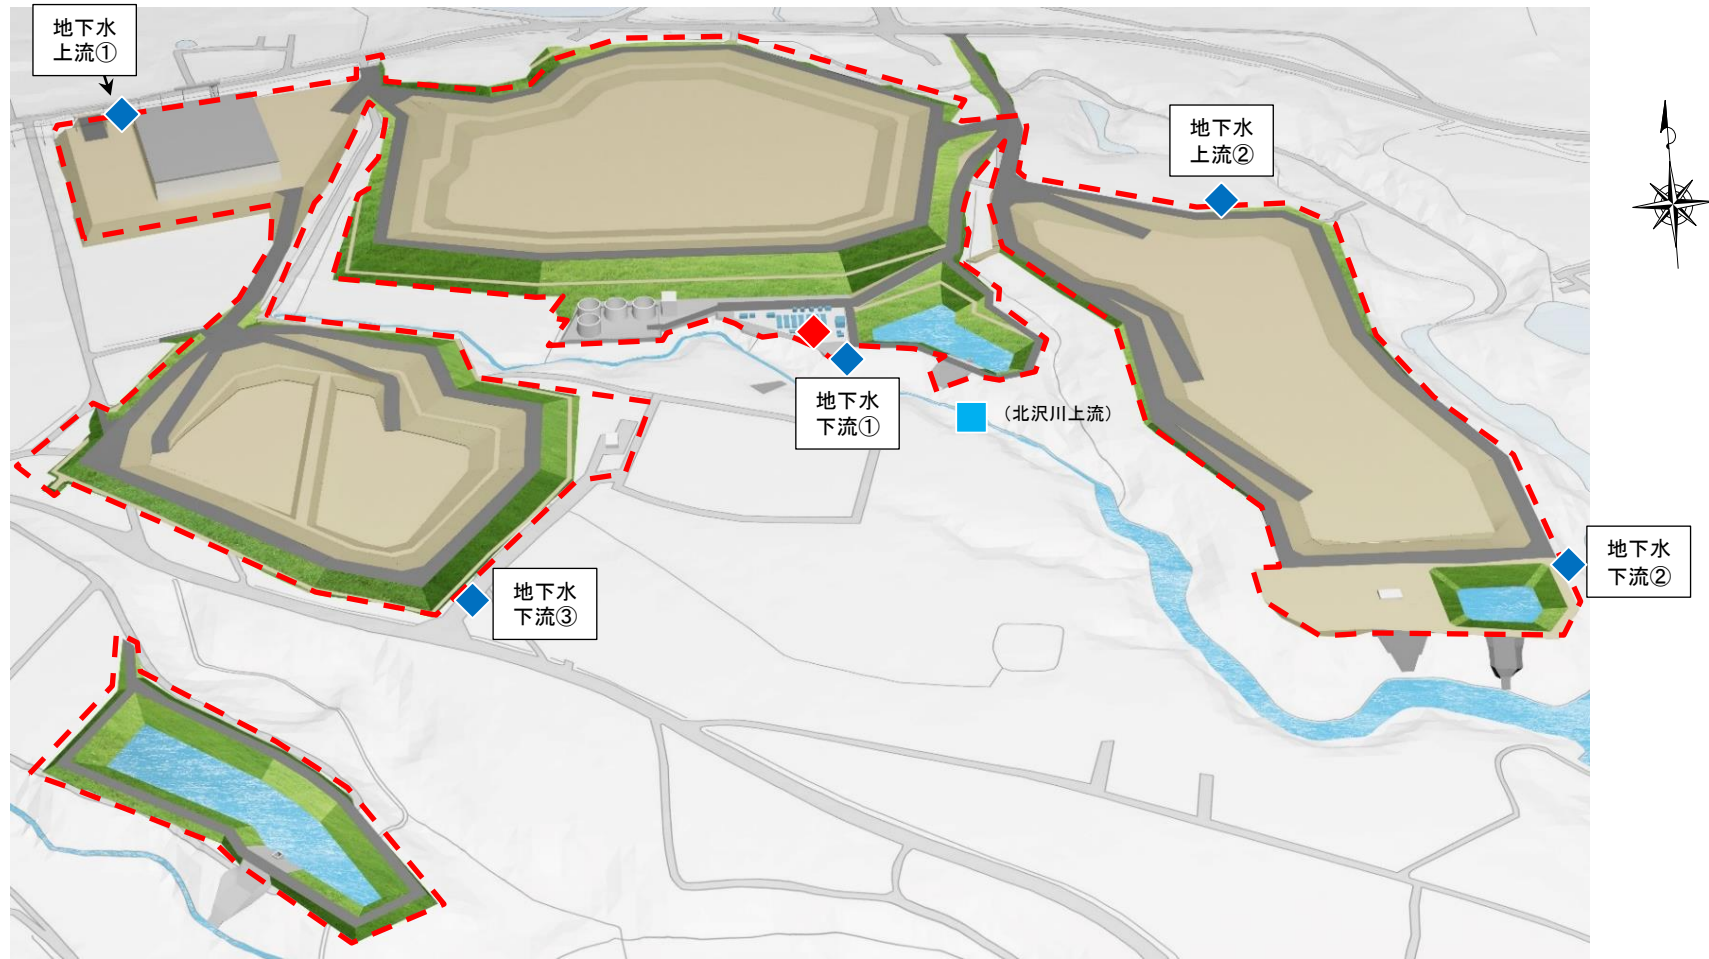 地下水
上流①
地下水
上流②
地下水
下流①
（北沢川上流）
地下水
下流②
地下水
下流③